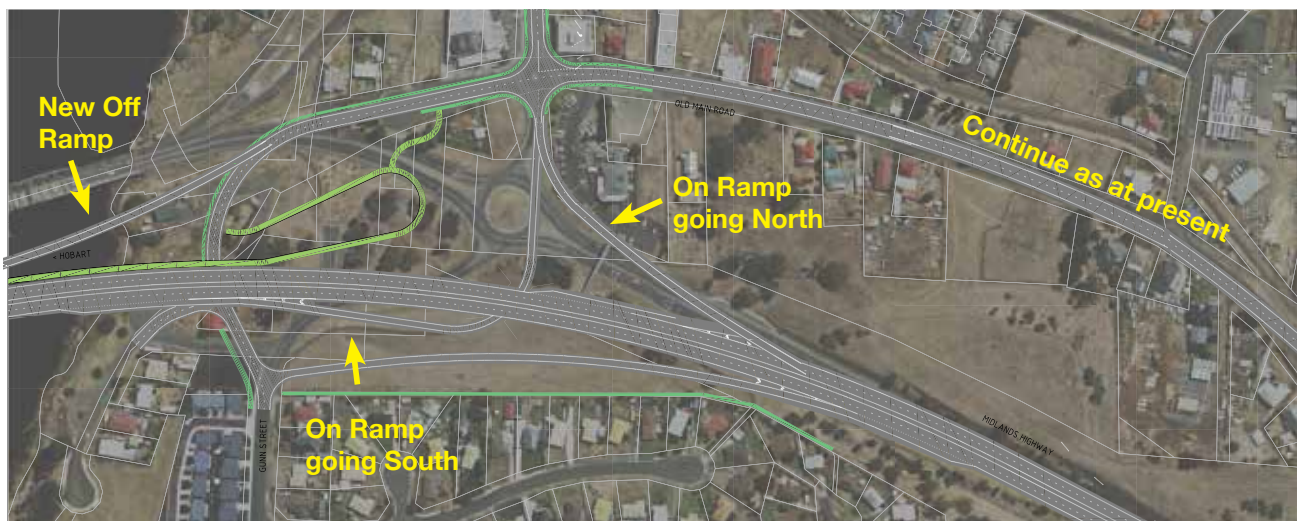 New Off
Ramp
OLD MAIN ROAD
Continue as at present
On Ramp
going North
HOBART
On Ramp
going South
GUNN STREET
MIDLANDS HIGHWAY